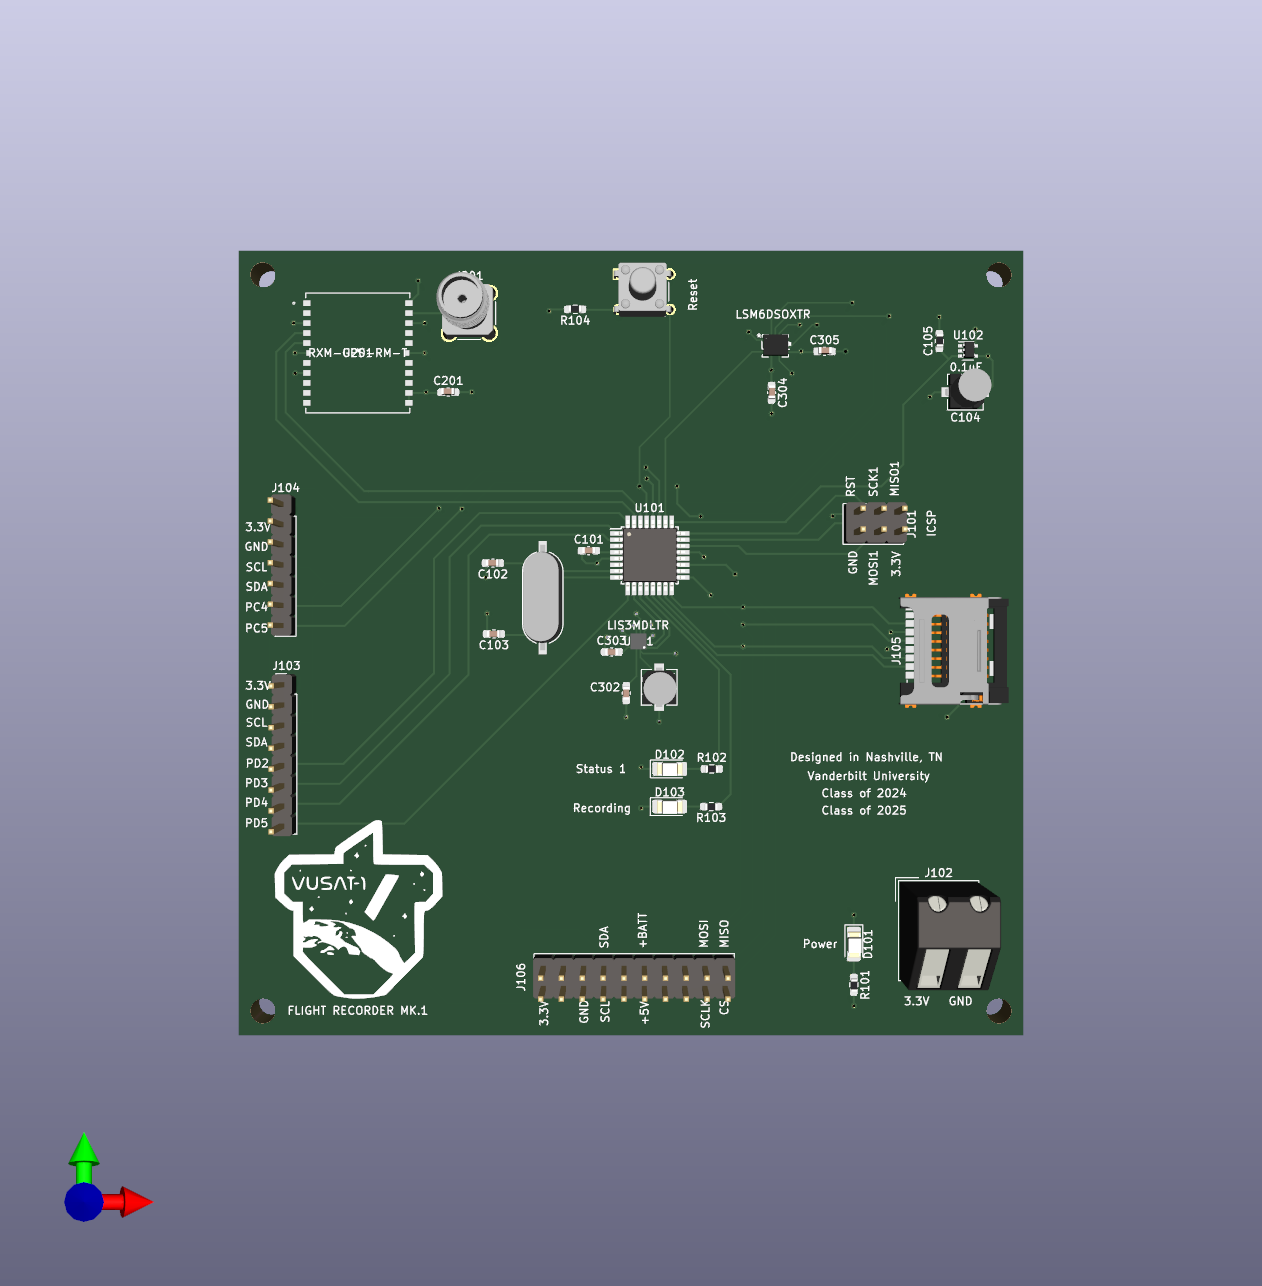 Reset
R104
LSM6DSOXTR
C305
C304
C105
U102
0.1uF
C104
C201
J104
3.3V
GND
SCL
SDA
PC4
PC5
RST
SCK1
MISO1
J101
ICSP
GND
MOSI1
3.3V
U101
C101
C102
C103
LIS3MDLTR
C303
C302
J105
J103
3.3V
GND
SCL
SDA
PD2
PD3
PD4
PD5
Status 1
D102
R102
Recording
D103
R103
Designed in Nashville, TN
Vanderbilt University
Class of 2024
Class of 2025
VUSAT-1
FLIGHT RECORDER MK.1
J106
SDA
+BATT
MOSI
MISO
3.3V
GND
SCL
+5V
SCLK
CS
Power
D101
R101
J102
3.3V
GND